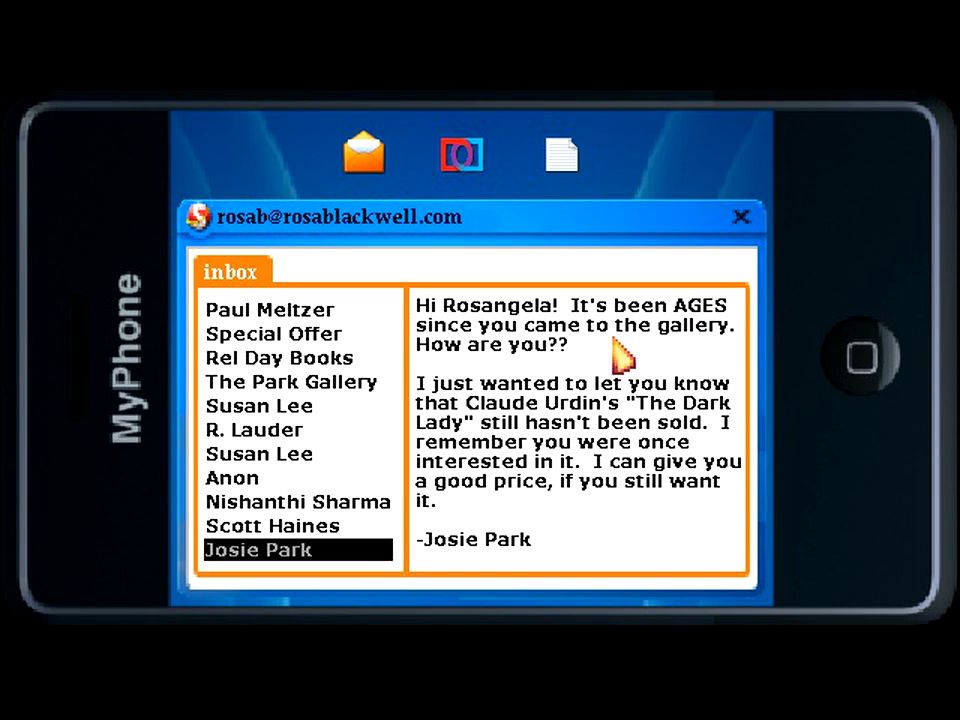 rosab@rosablackwell.com
inbox
Paul Meltzer
Special Offer
Rel Day Books
The Park Gallery
Susan Lee
R. Lauder
Susan Lee
Anon
Nishanthi Sharma
Scott Haines
Josie Park
Hi Rosangela!  It's been AGES
since you came to the gallery.
How are you??
I just wanted to let you know
that Claude Urdin's "The Dark
Lady" still hasn't been sold.  I
remember you were once
interested in it.  I can give you
a good price, if you still want
it.
-Josie Park
MyPhone